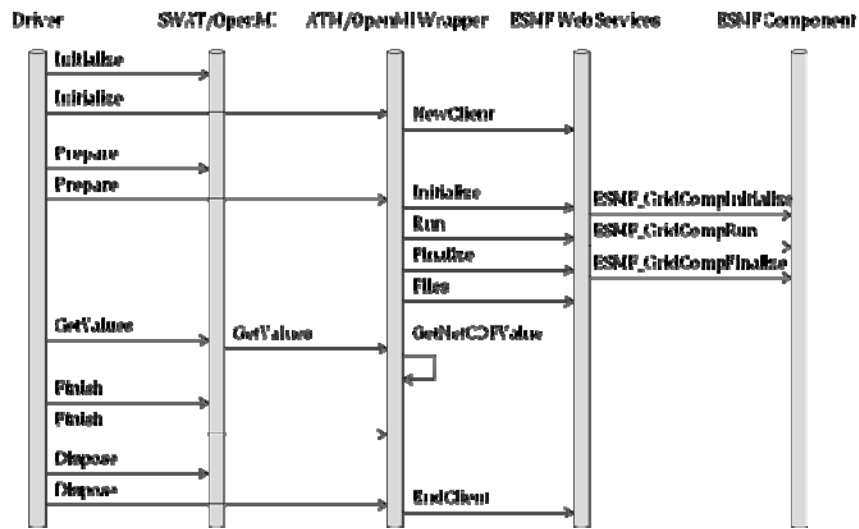 Driver SWAT/OpenMI ATM/OpenMI Wrapper ESMF Web Services ESMF Component
Initialise
Initialise
NewClient
Prepare
Prepare
Initialise ESMF_GridCompInitialise
Run ESMF_GridCompRun
Finalise ESMF_GridCompFinalise
Files
GetValues GetValues GetNetCDFValue
Finish
Finish
Dispose
Dispose EndClient